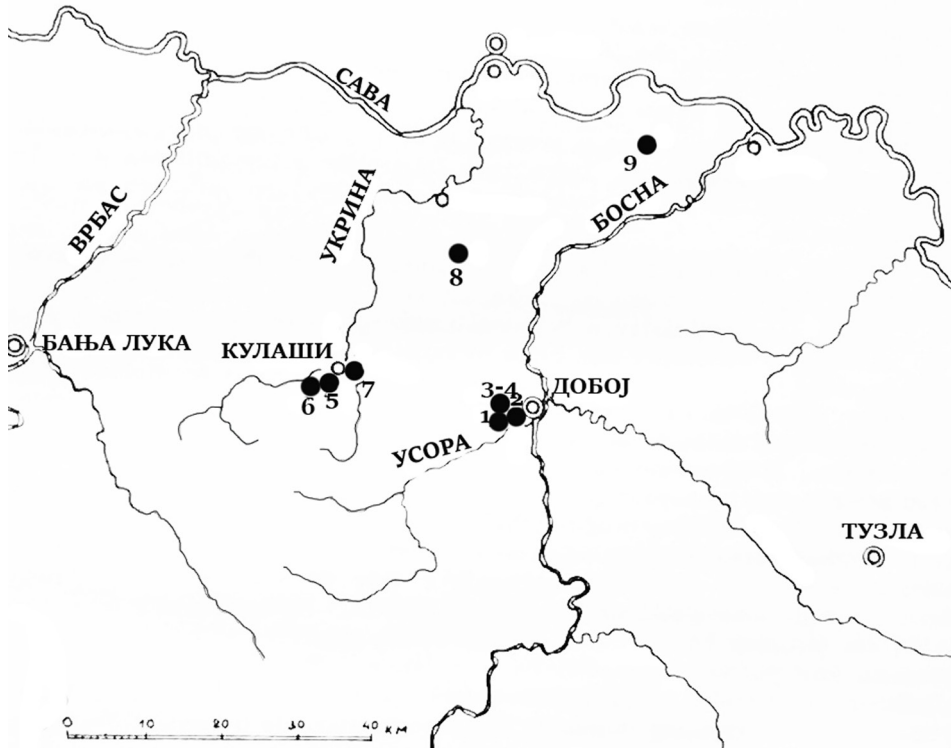 САВА
9
ВРБАС
УКРИНА
БОСНА
8
БАЊА ЛУКА
КУЛАШИ
6
5
7
3-4
ДОБОЈ
1
2
УСОРА
ТУЗЛА
0 10 20 30 40 км